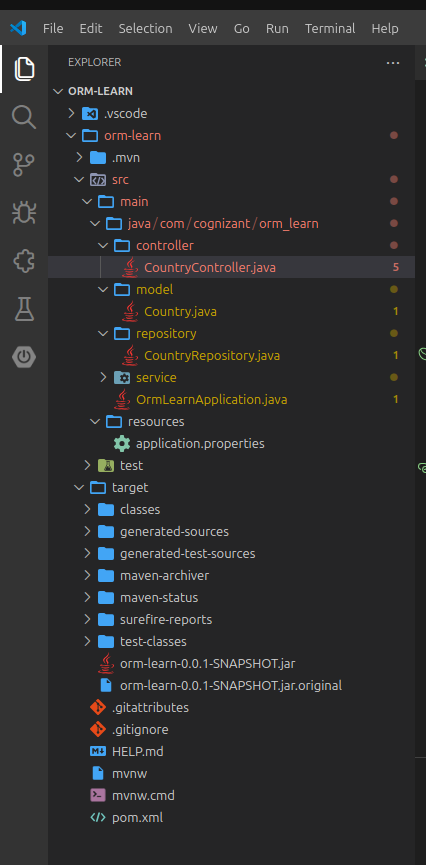 File Edit Selection View Go Run Terminal Help
EXPLORER ...
ORM-LEARN
.vscode
orm-learn
.mvn
src
main
java/com/cognizant/orm_learn
controller
CountryController.java 5
model
Country.java 1
repository
CountryRepository.java 1
service
OrmLearnApplication.java 1
resources
application.properties
test
target
classes
generated-sources
generated-test-sources
maven-archiver
maven-status
surefire-reports
test-classes
orm-learn-0.0.1-SNAPSHOT.jar
orm-learn-0.0.1-SNAPSHOT.jar.original
.gitattributes
.gitignore
HELP.md
mvnw
mvnw.cmd
pom.xml